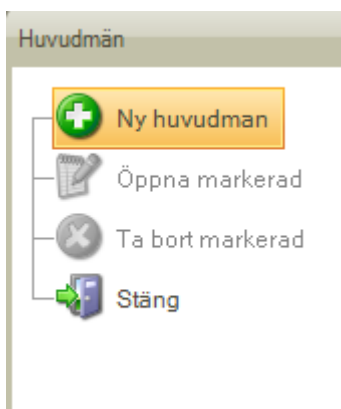 Huvudmän
Ny huvudman
Öppna markerad
Ta bort markerad
Stäng